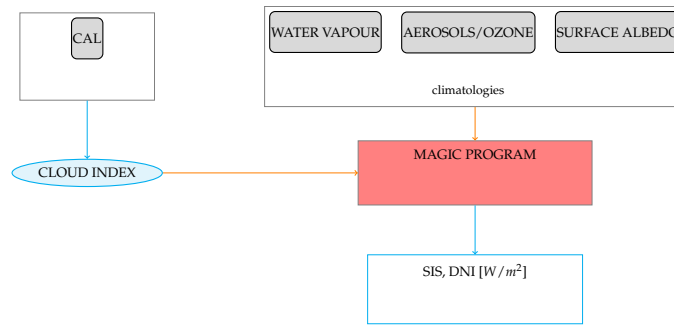 CAL
WATER VAPOUR
AEROSOLS/OZONE
SURFACE ALBEDO
climatologies
MAGIC PROGRAM
CLOUD INDEX
SIS, DNI [W/m²]